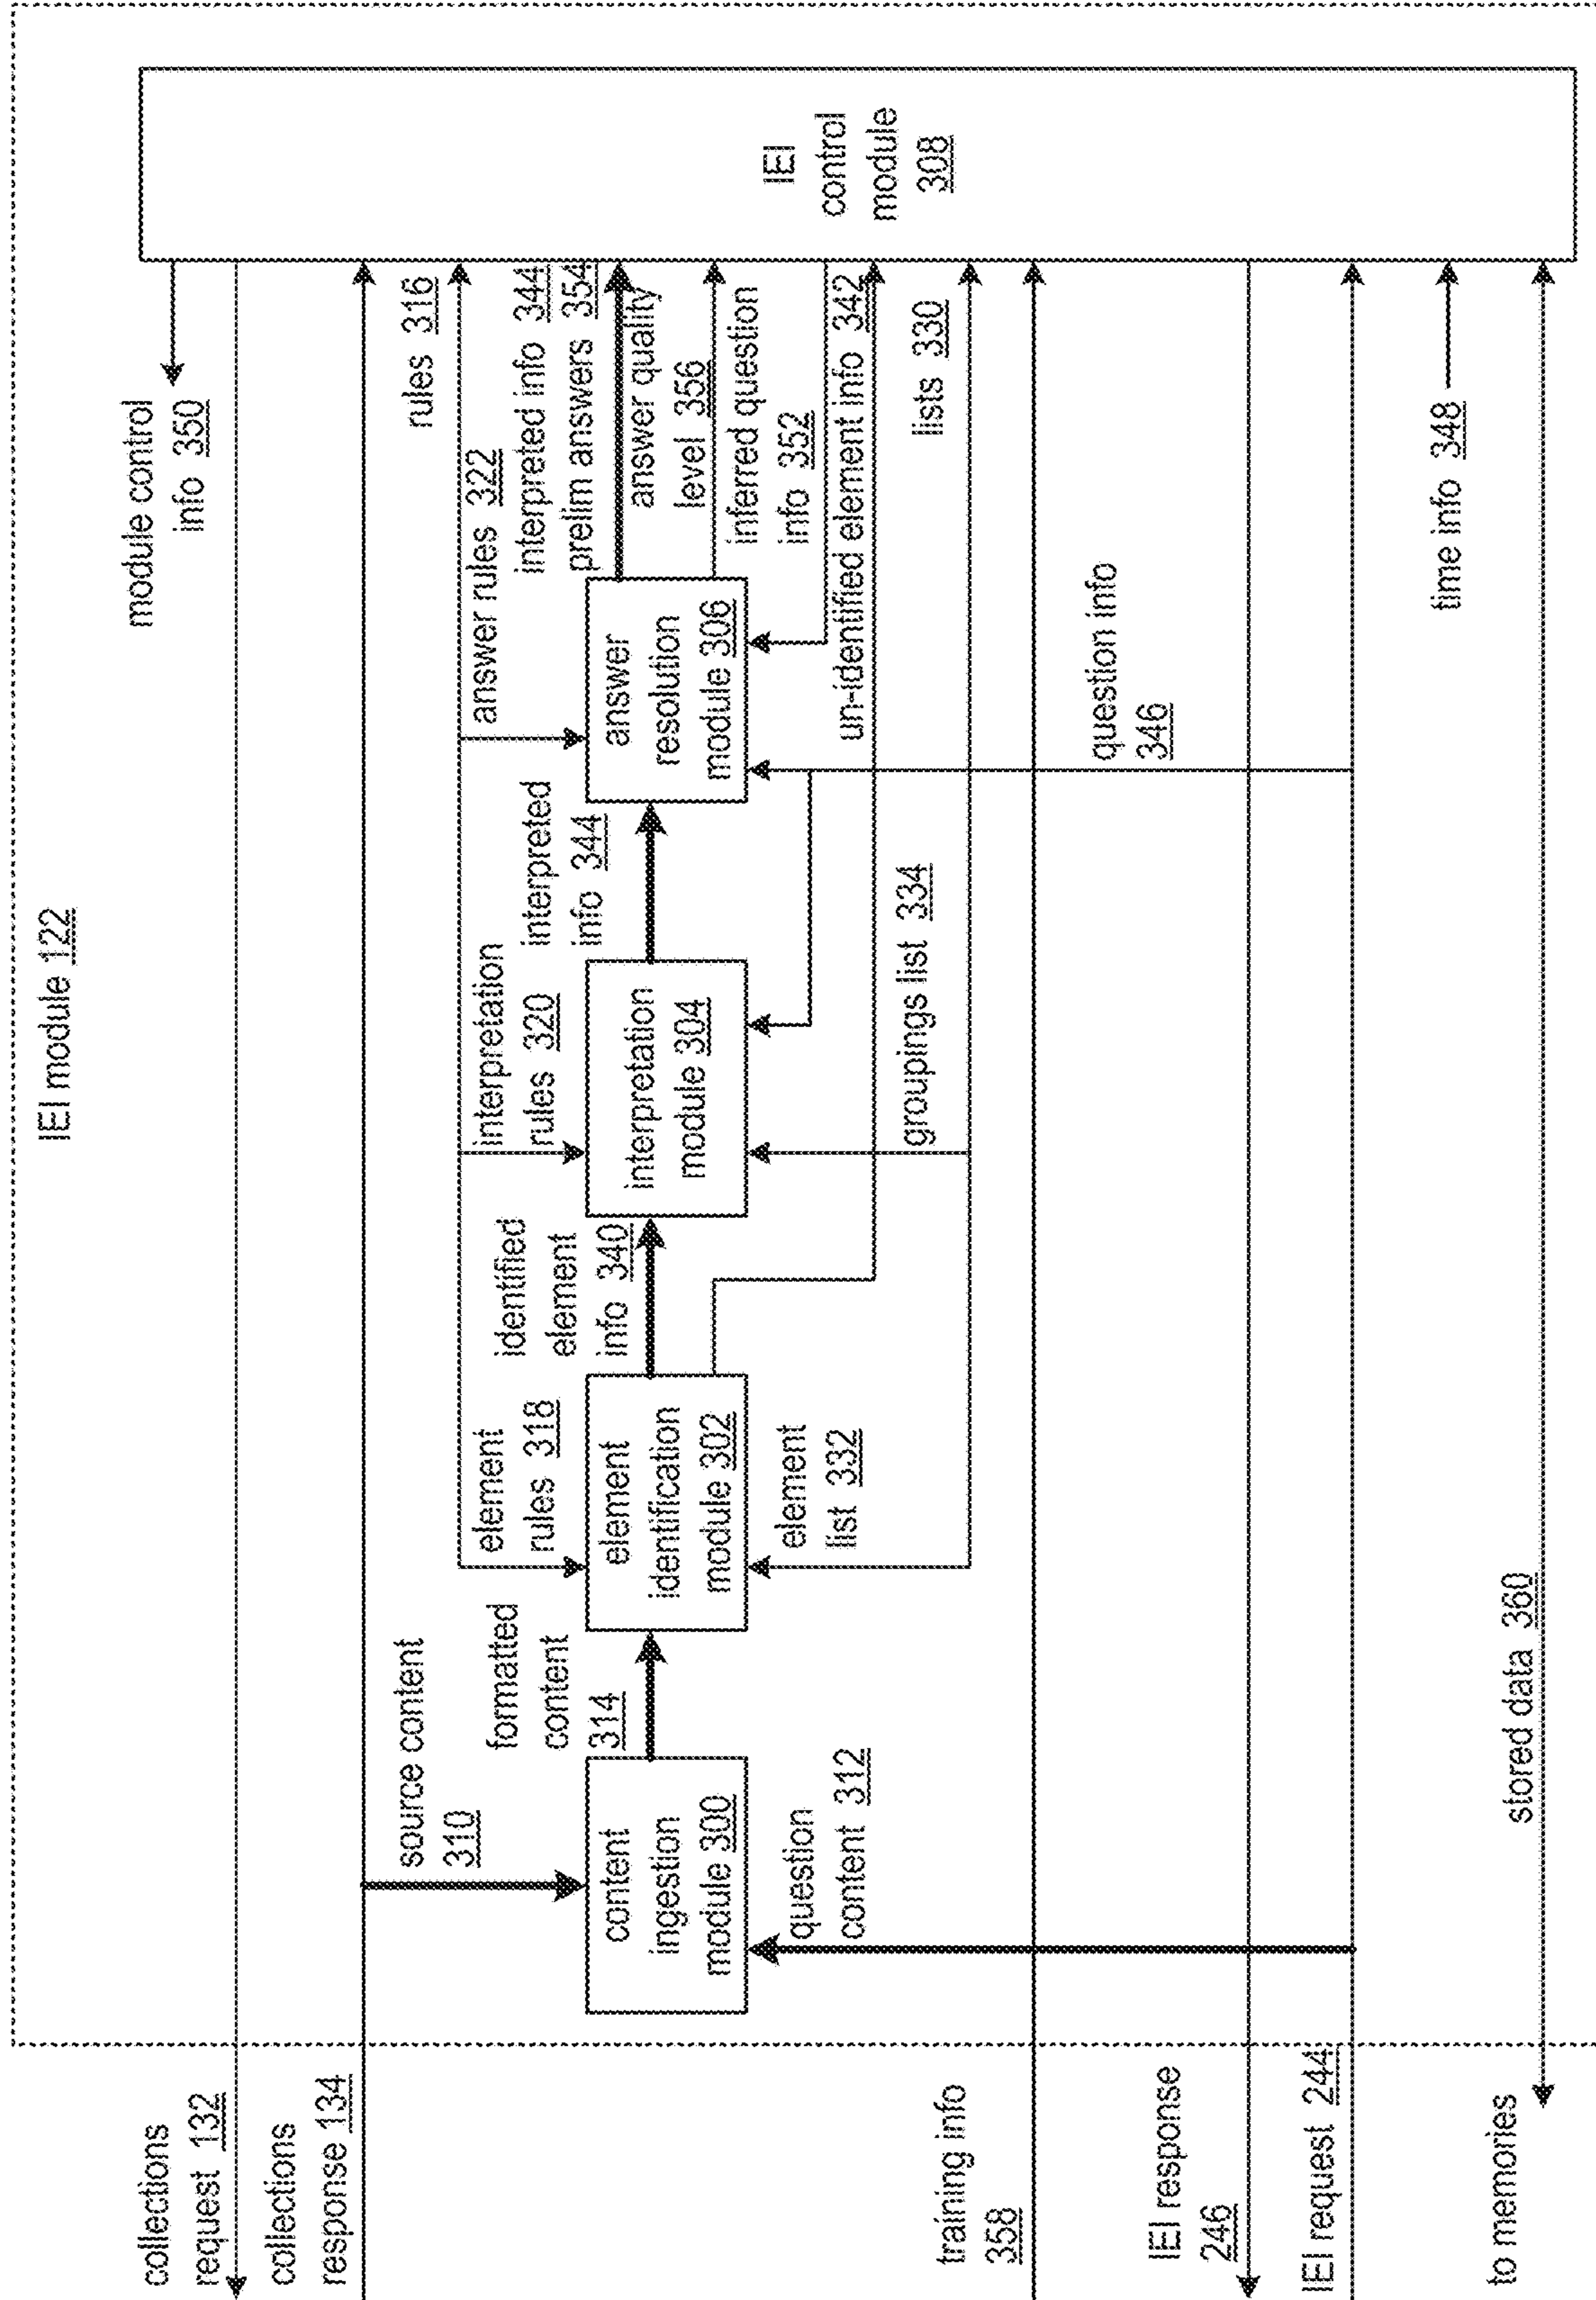 IEI module 122
collections
request 132
collections
response 134
module control
info 350
rules 316
source content
310
formatted
content
314
element
rules 318
identified
element
info 340
interpretation
rules 320
interpreted
info 344
answer rules 322
interpreted info 344
prelim answers 354
answer quality
level 356
inferred question
info 352
un-identified element info 342
lists 330
content
ingestion
module 300
element
identification
module 302
interpretation
module 304
answer
resolution
module 306
IEI
control
module
308
question
content 312
element
list 332
groupings list 334
question info
346
training info
358
IEI response
246
IEI request 244
time info 348
stored data 360
to memories